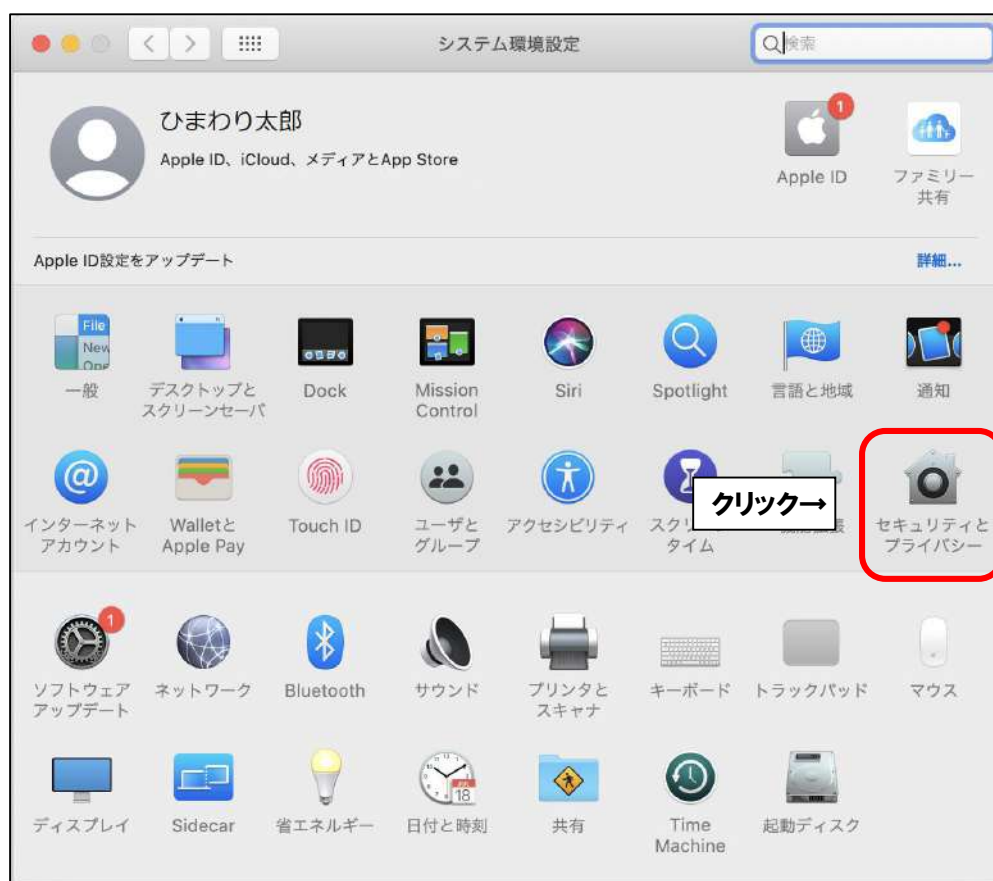 システム環境設定
検索
ひまわり太郎
Apple ID、iCloud、メディアとApp Store
1
Apple ID
ファミリー
共有
Apple ID設定をアップデート
詳細...
File
New
Ope
一般
デスクトップと
スクリーンセーバ
Dock
Mission
Control
Siri
Spotlight
言語と地域
通知
クリック→
インターネット
アカウント
Walletと
Apple Pay
Touch ID
ユーザと
グループ
アクセシビリティ
スクリ
タイム
セキュリティと
プライバシー
1
ソフトウェア
アップデート
ネットワーク
Bluetooth
サウンド
プリンタと
スキャナ
キーボード
トラックパッド
マウス
18
ディスプレイ
Sidecar
省エネルギー
日付と時刻
共有
Time
Machine
起動ディスク